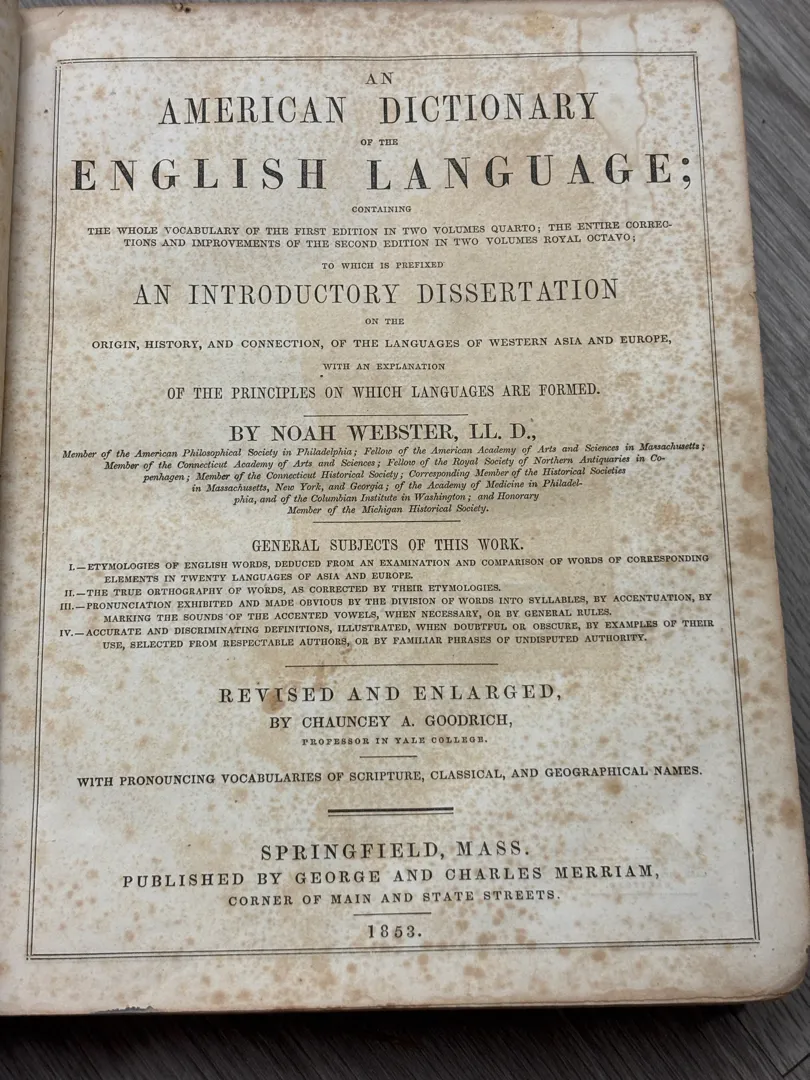 AN
AMERICAN DICTIONARY
OF THE
ENGLISH LANGUAGE;
CONTAINING
THE WHOLE VOCABULARY OF THE FIRST EDITION IN TWO VOLUMES QUARTO; THE ENTIRE CORREC-
TIONS AND IMPROVEMENTS OF THE SECOND EDITION IN TWO VOLUMES ROYAL OCTAVO;
TO WHICH IS PREFIXED
AN INTRODUCTORY DISSERTATION
ON THE
ORIGIN, HISTORY, AND CONNECTION, OF THE LANGUAGES OF WESTERN ASIA AND EUROPE,
WITH AN EXPLANATION
OF THE PRINCIPLES ON WHICH LANGUAGES ARE FORMED.
BY NOAH WEBSTER, LL. D.,
Member of the American Philosophical Society in Philadelphia; Fellow of the American Academy of Arts and Sciences in Massachusetts;
Member of the Connecticut Academy of Arts and Sciences; Fellow of the Royal Society of Northern Antiquaries in Co-
penhagen; Member of the Connecticut Historical Society; Corresponding Member of the Historical Societies
in Massachusetts, New York, and Georgia; of the Academy of Medicine in Philadel-
phia, and of the Columbian Institute in Washington; and Honorary
Member of the Michigan Historical Society.
GENERAL SUBJECTS OF THIS WORK.
I.—ETYMOLOGIES OF ENGLISH WORDS, DEDUCED FROM AN EXAMINATION AND COMPARISON OF WORDS OF CORRESPONDING
ELEMENTS IN TWENTY LANGUAGES OF ASIA AND EUROPE.
II.—THE TRUE ORTHOGRAPHY OF WORDS, AS CORRECTED BY THEIR ETYMOLOGIES.
III.—PRONUNCIATION EXHIBITED AND MADE OBVIOUS BY THE DIVISION OF WORDS INTO SYLLABLES, BY ACCENTUATION, BY
MARKING THE SOUNDS OF THE ACCENTED VOWELS, WHEN NECESSARY, OR BY GENERAL RULES.
IV.—ACCURATE AND DISCRIMINATING DEFINITIONS, ILLUSTRATED, WHEN DOUBTFUL OR OBSCURE, BY EXAMPLES OF THEIR
USE, SELECTED FROM RESPECTABLE AUTHORS, OR BY FAMILIAR PHRASES OF UNDISPUTED AUTHORITY.
REVISED AND ENLARGED,
BY CHAUNCEY A. GOODRICH,
PROFESSOR IN YALE COLLEGE.
WITH PRONOUNCING VOCABULARIES OF SCRIPTURE, CLASSICAL, AND GEOGRAPHICAL NAMES.
SPRINGFIELD, MASS.
PUBLISHED BY GEORGE AND CHARLES MERRIAM,
CORNER OF MAIN AND STATE STREETS.
1853.